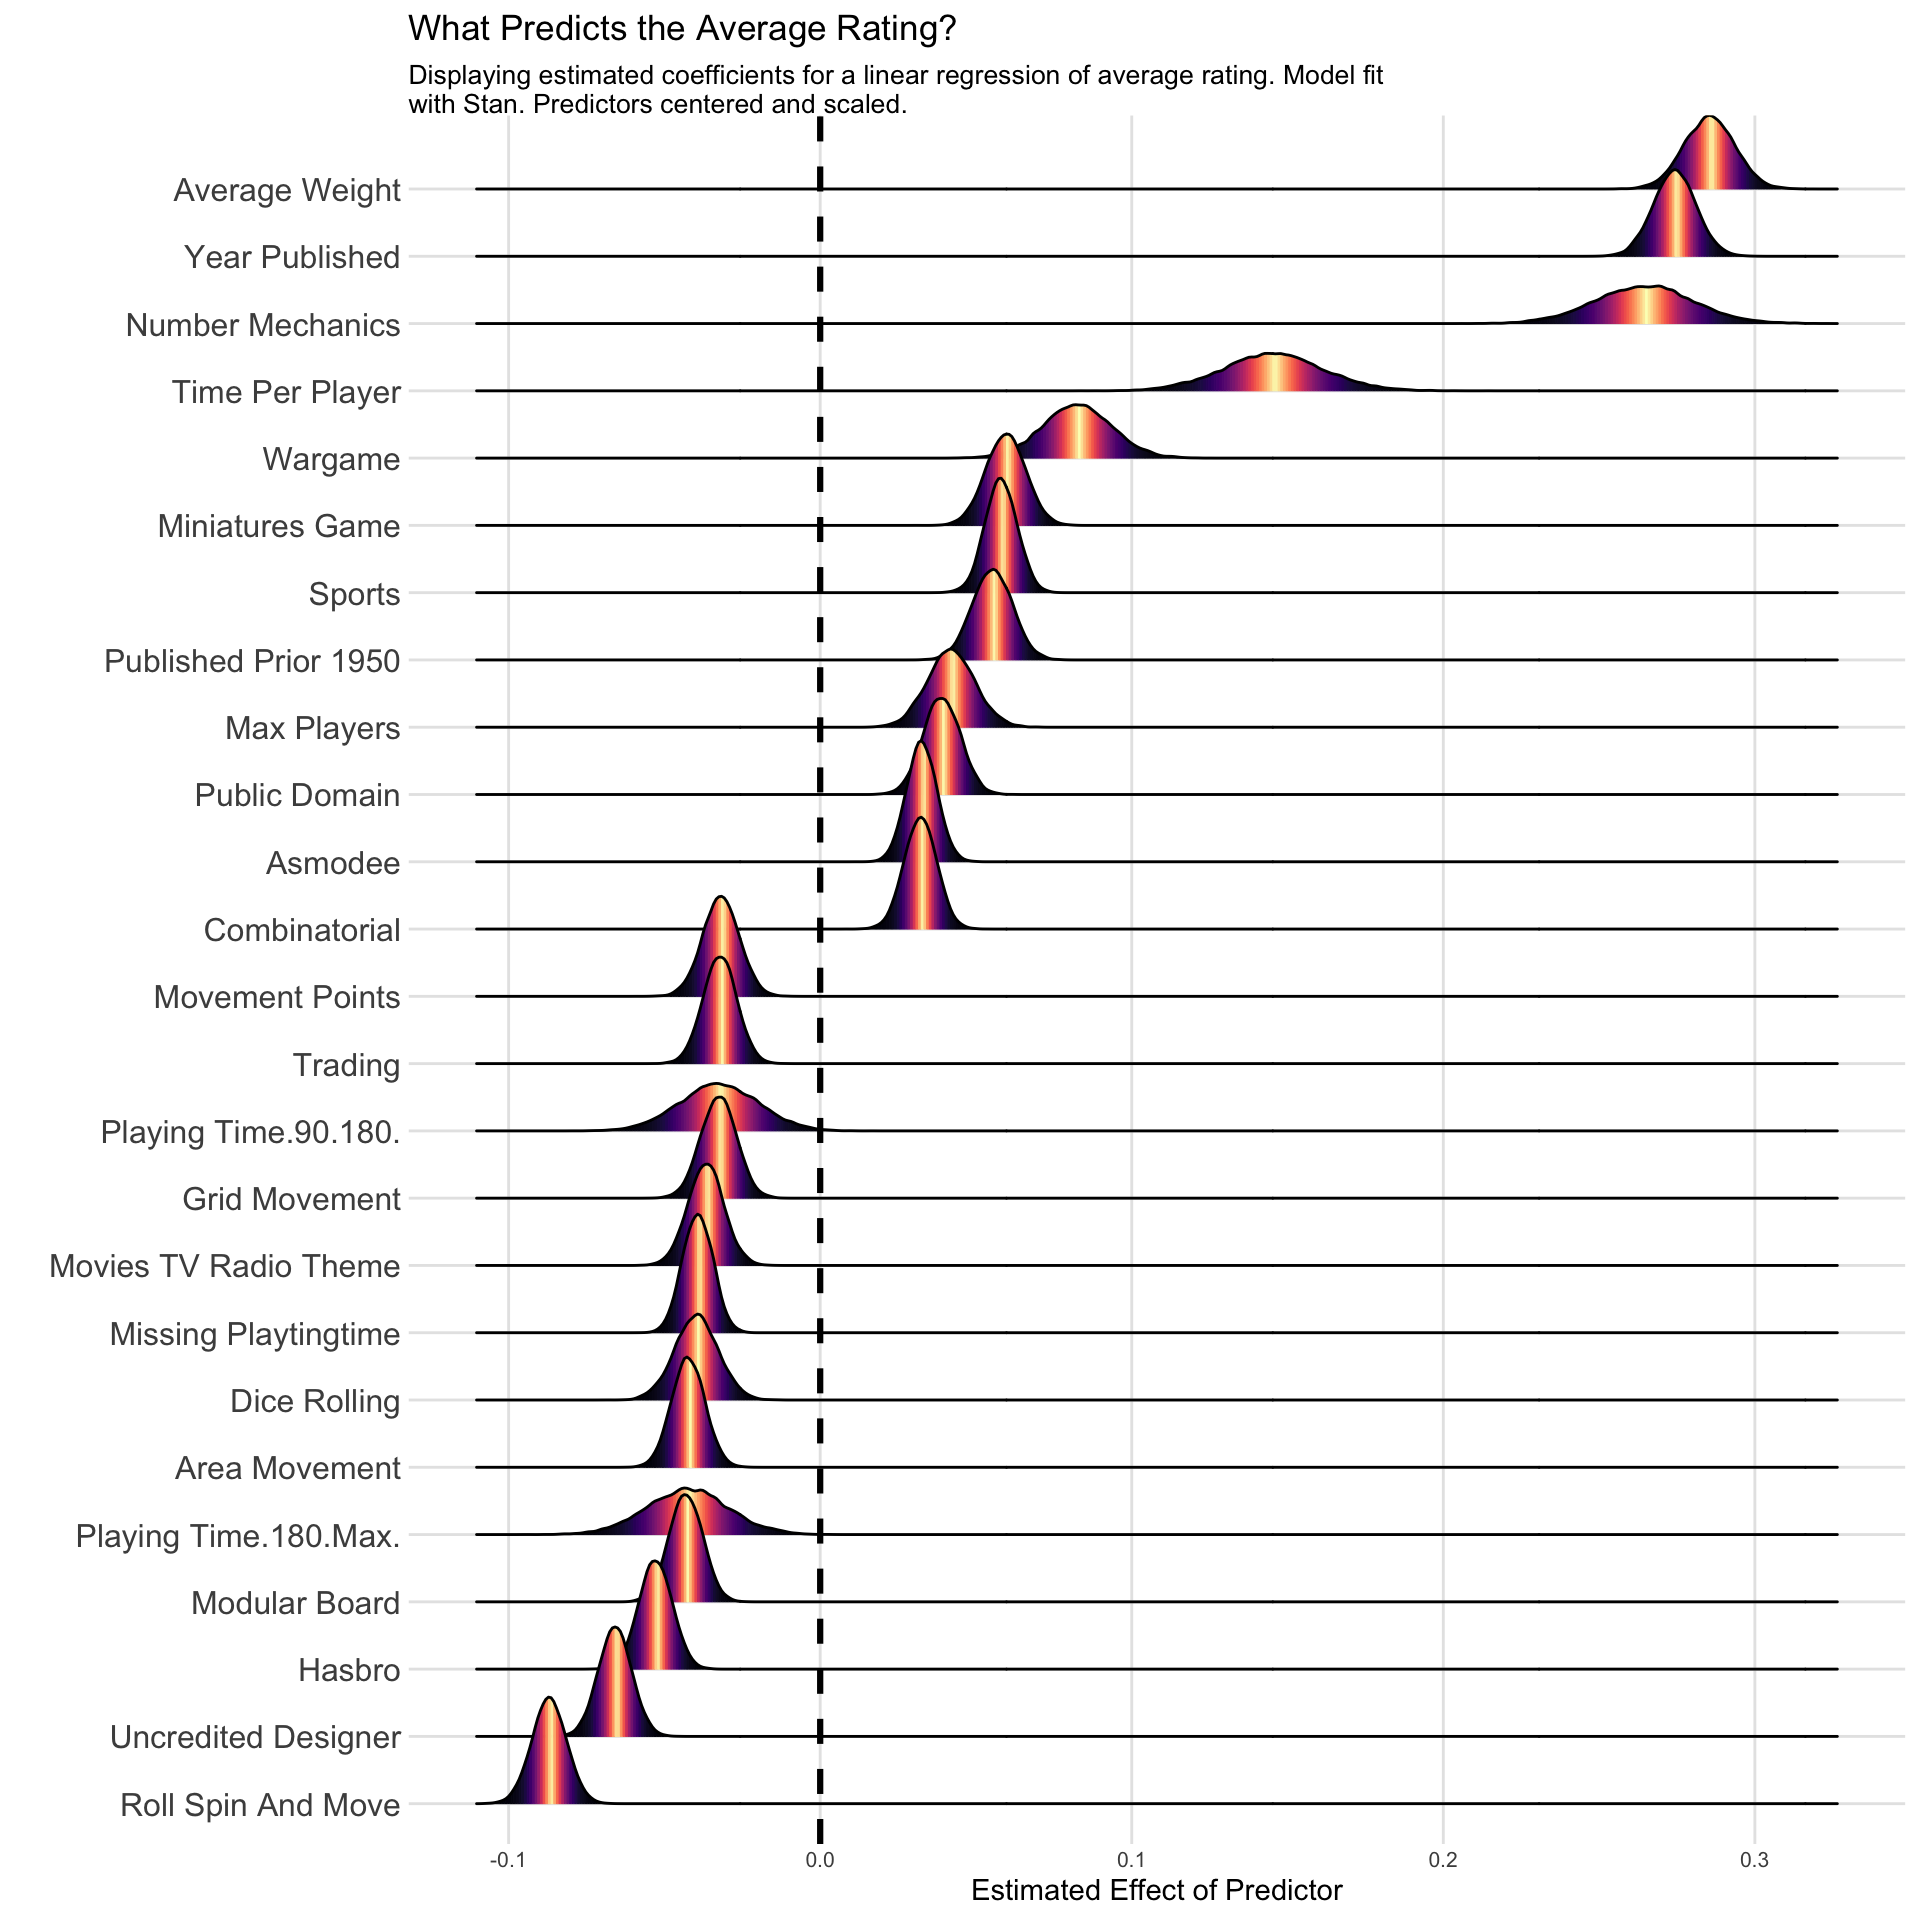 What Predicts the Average Rating?
Displaying estimated coefficients for a linear regression of average rating. Model fit
with Stan. Predictors centered and scaled.
Average Weight
Year Published
Number Mechanics
Time Per Player
Wargame
Miniatures Game
Sports
Published Prior 1950
Max Players
Public Domain
Asmodee
Combinatorial
Movement Points
Trading
Playing Time.90.180.
Grid Movement
Movies TV Radio Theme
Missing Playtingtime
Dice Rolling
Area Movement
Playing Time.180.Max.
Modular Board
Hasbro
Uncredited Designer
Roll Spin And Move
-0.1 0.0 0.1 0.2 0.3
Estimated Effect of Predictor